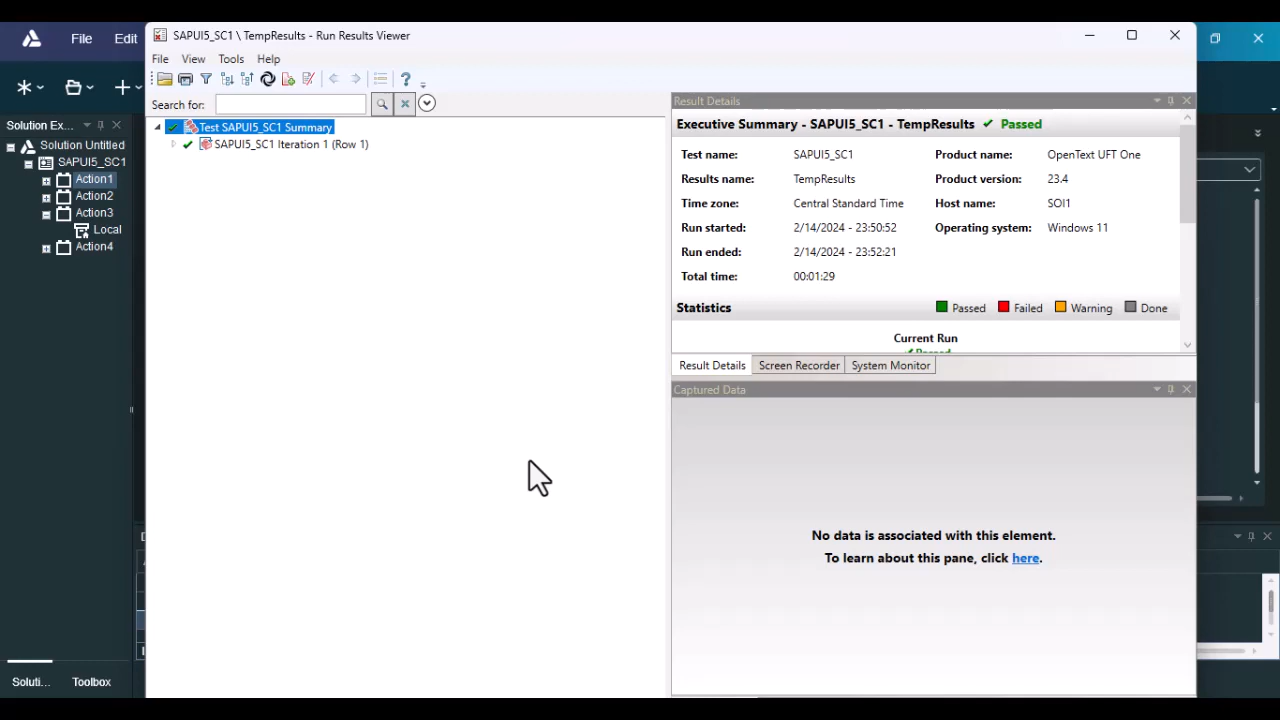 SAPUI5_SC1 \ TempResults - Run Results Viewer
File Edit
File View Tools Help
Search for:
Solution Ex...
Solution Untitled
SAPUI5_SC1
Action1
Action2
Action3
Local
Action4
Soluti...
Toolbox
Test SAPUI5_SC1 Summary
SAPUI5_SC1 Iteration 1 (Row 1)
Result Details
Executive Summary - SAPUI5_SC1 - TempResults Passed
Test name: SAPUI5_SC1 Product name: OpenText UFT One
Results name: TempResults Product version: 23.4
Time zone: Central Standard Time Host name: SOI1
Run started: 2/14/2024 - 23:50:52 Operating system: Windows 11
Run ended: 2/14/2024 - 23:52:21
Total time: 00:01:29
Statistics Passed Failed Warning Done
Current Run
Passed
Result Details Screen Recorder System Monitor
Captured Data
No data is associated with this element.
To learn about this pane, click here.